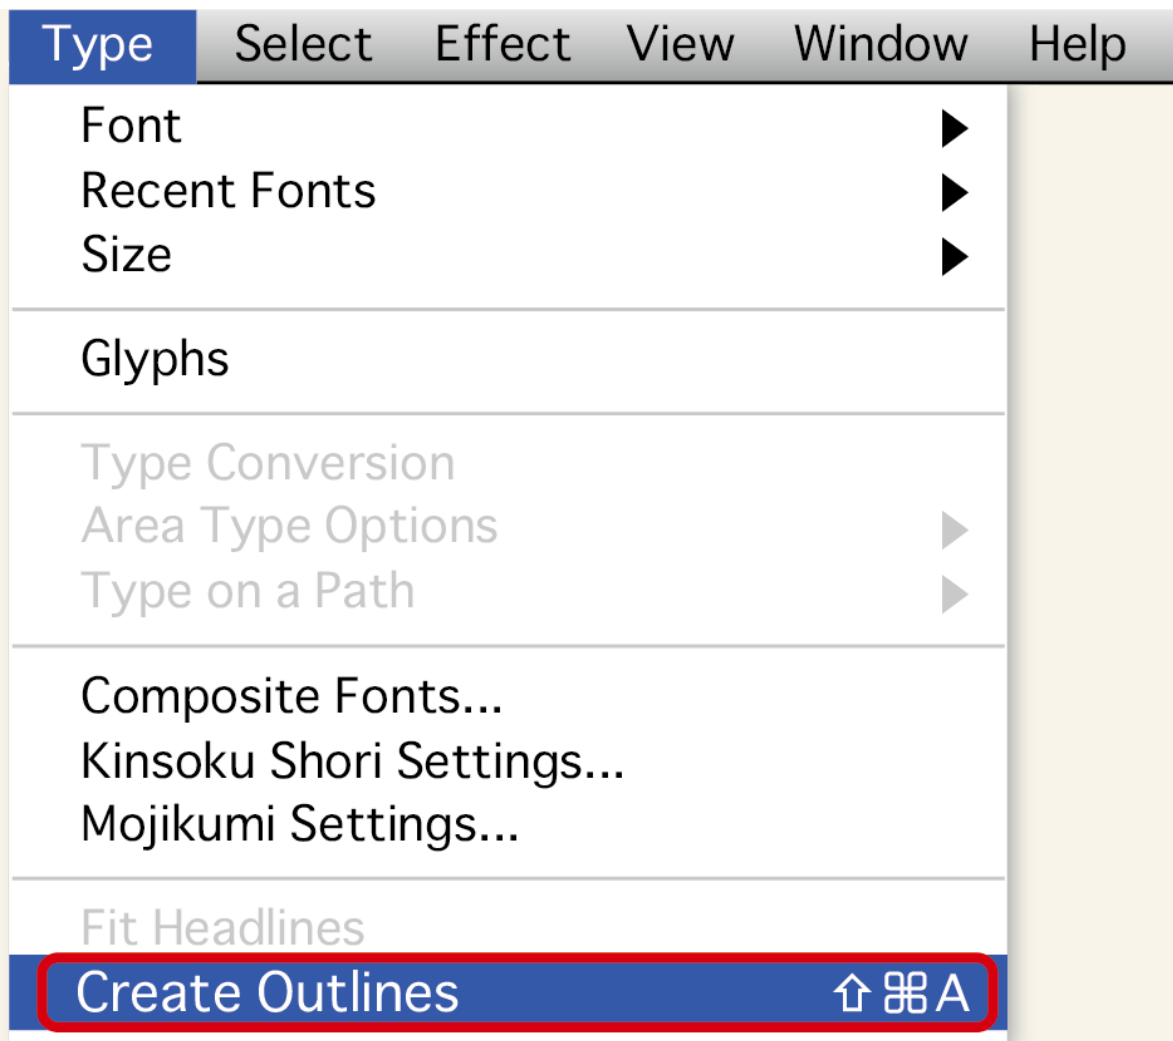 Type Select Effect View Window Help
Font ▶
Recent Fonts ▶
Size ▶
Glyphs
Type Conversion
Area Type Options ▶
Type on a Path ▶
Composite Fonts...
Kinsoku Shori Settings...
Mojikumi Settings...
Fit Headlines
Create Outlines ⇧⌘A